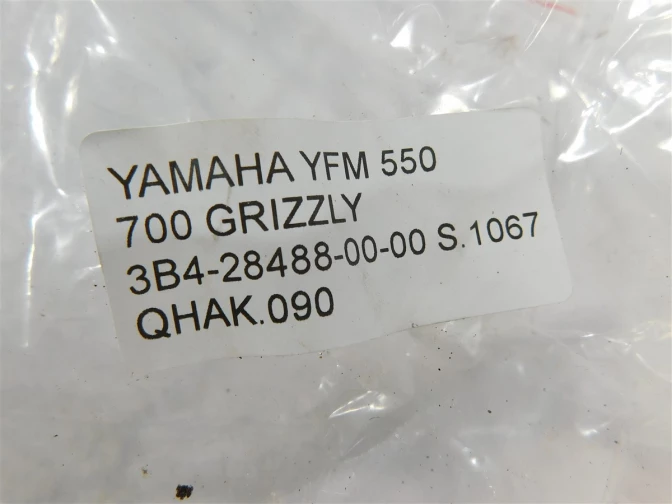 YAMAHA YFM 550
700 GRIZZLY
3B4-28488-00-00 S.1067
QHAK.090